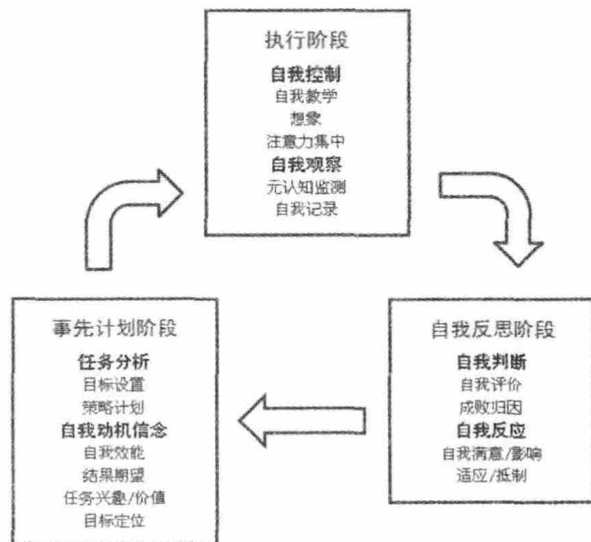 执行阶段
自我控制
自我教学
想象
注意力集中
自我观察
元认知监测
自我记录
事先计划阶段
任务分析
目标设置
策略计划
自我动机信念
自我效能
结果期望
任务兴趣/价值
目标定位
自我反思阶段
自我判断
自我评价
成败归因
自我反应
自我满意/影响
适应/抵制